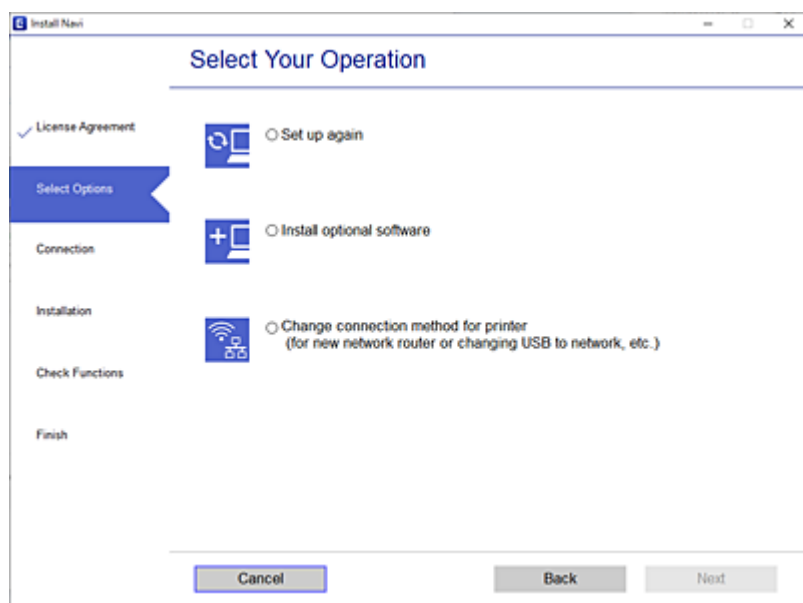 Install Navi
Select Your Operation
License Agreement
Select Options
Connection
Installation
Check Functions
Finish
Set up again
Install optional software
Change connection method for printer
(for new network router or changing USB to network, etc.)
Cancel
Back
Next